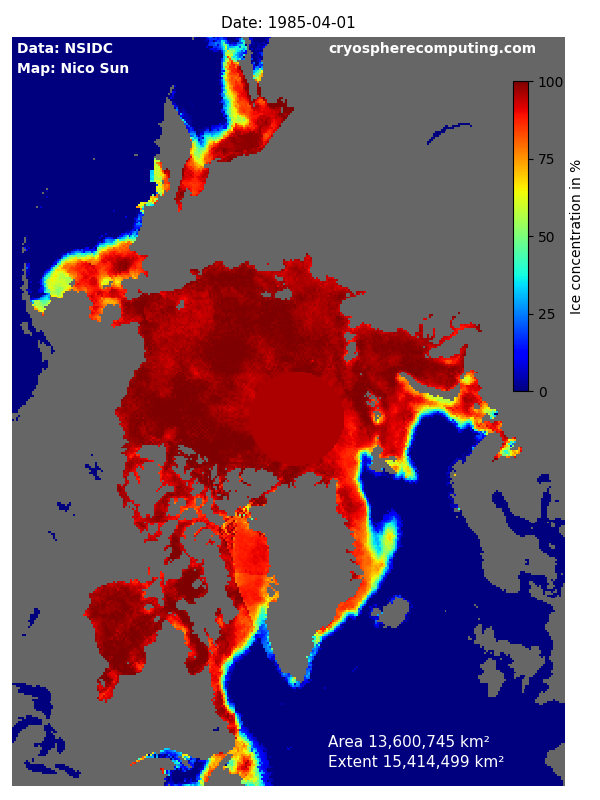 Date: 1985-04-01
Data: NSIDC
Map: Nico Sun
cryospherecomputing.com
100
75
50
25
0
Ice concentration in %
Area 13,600,745 km²
Extent 15,414,499 km²